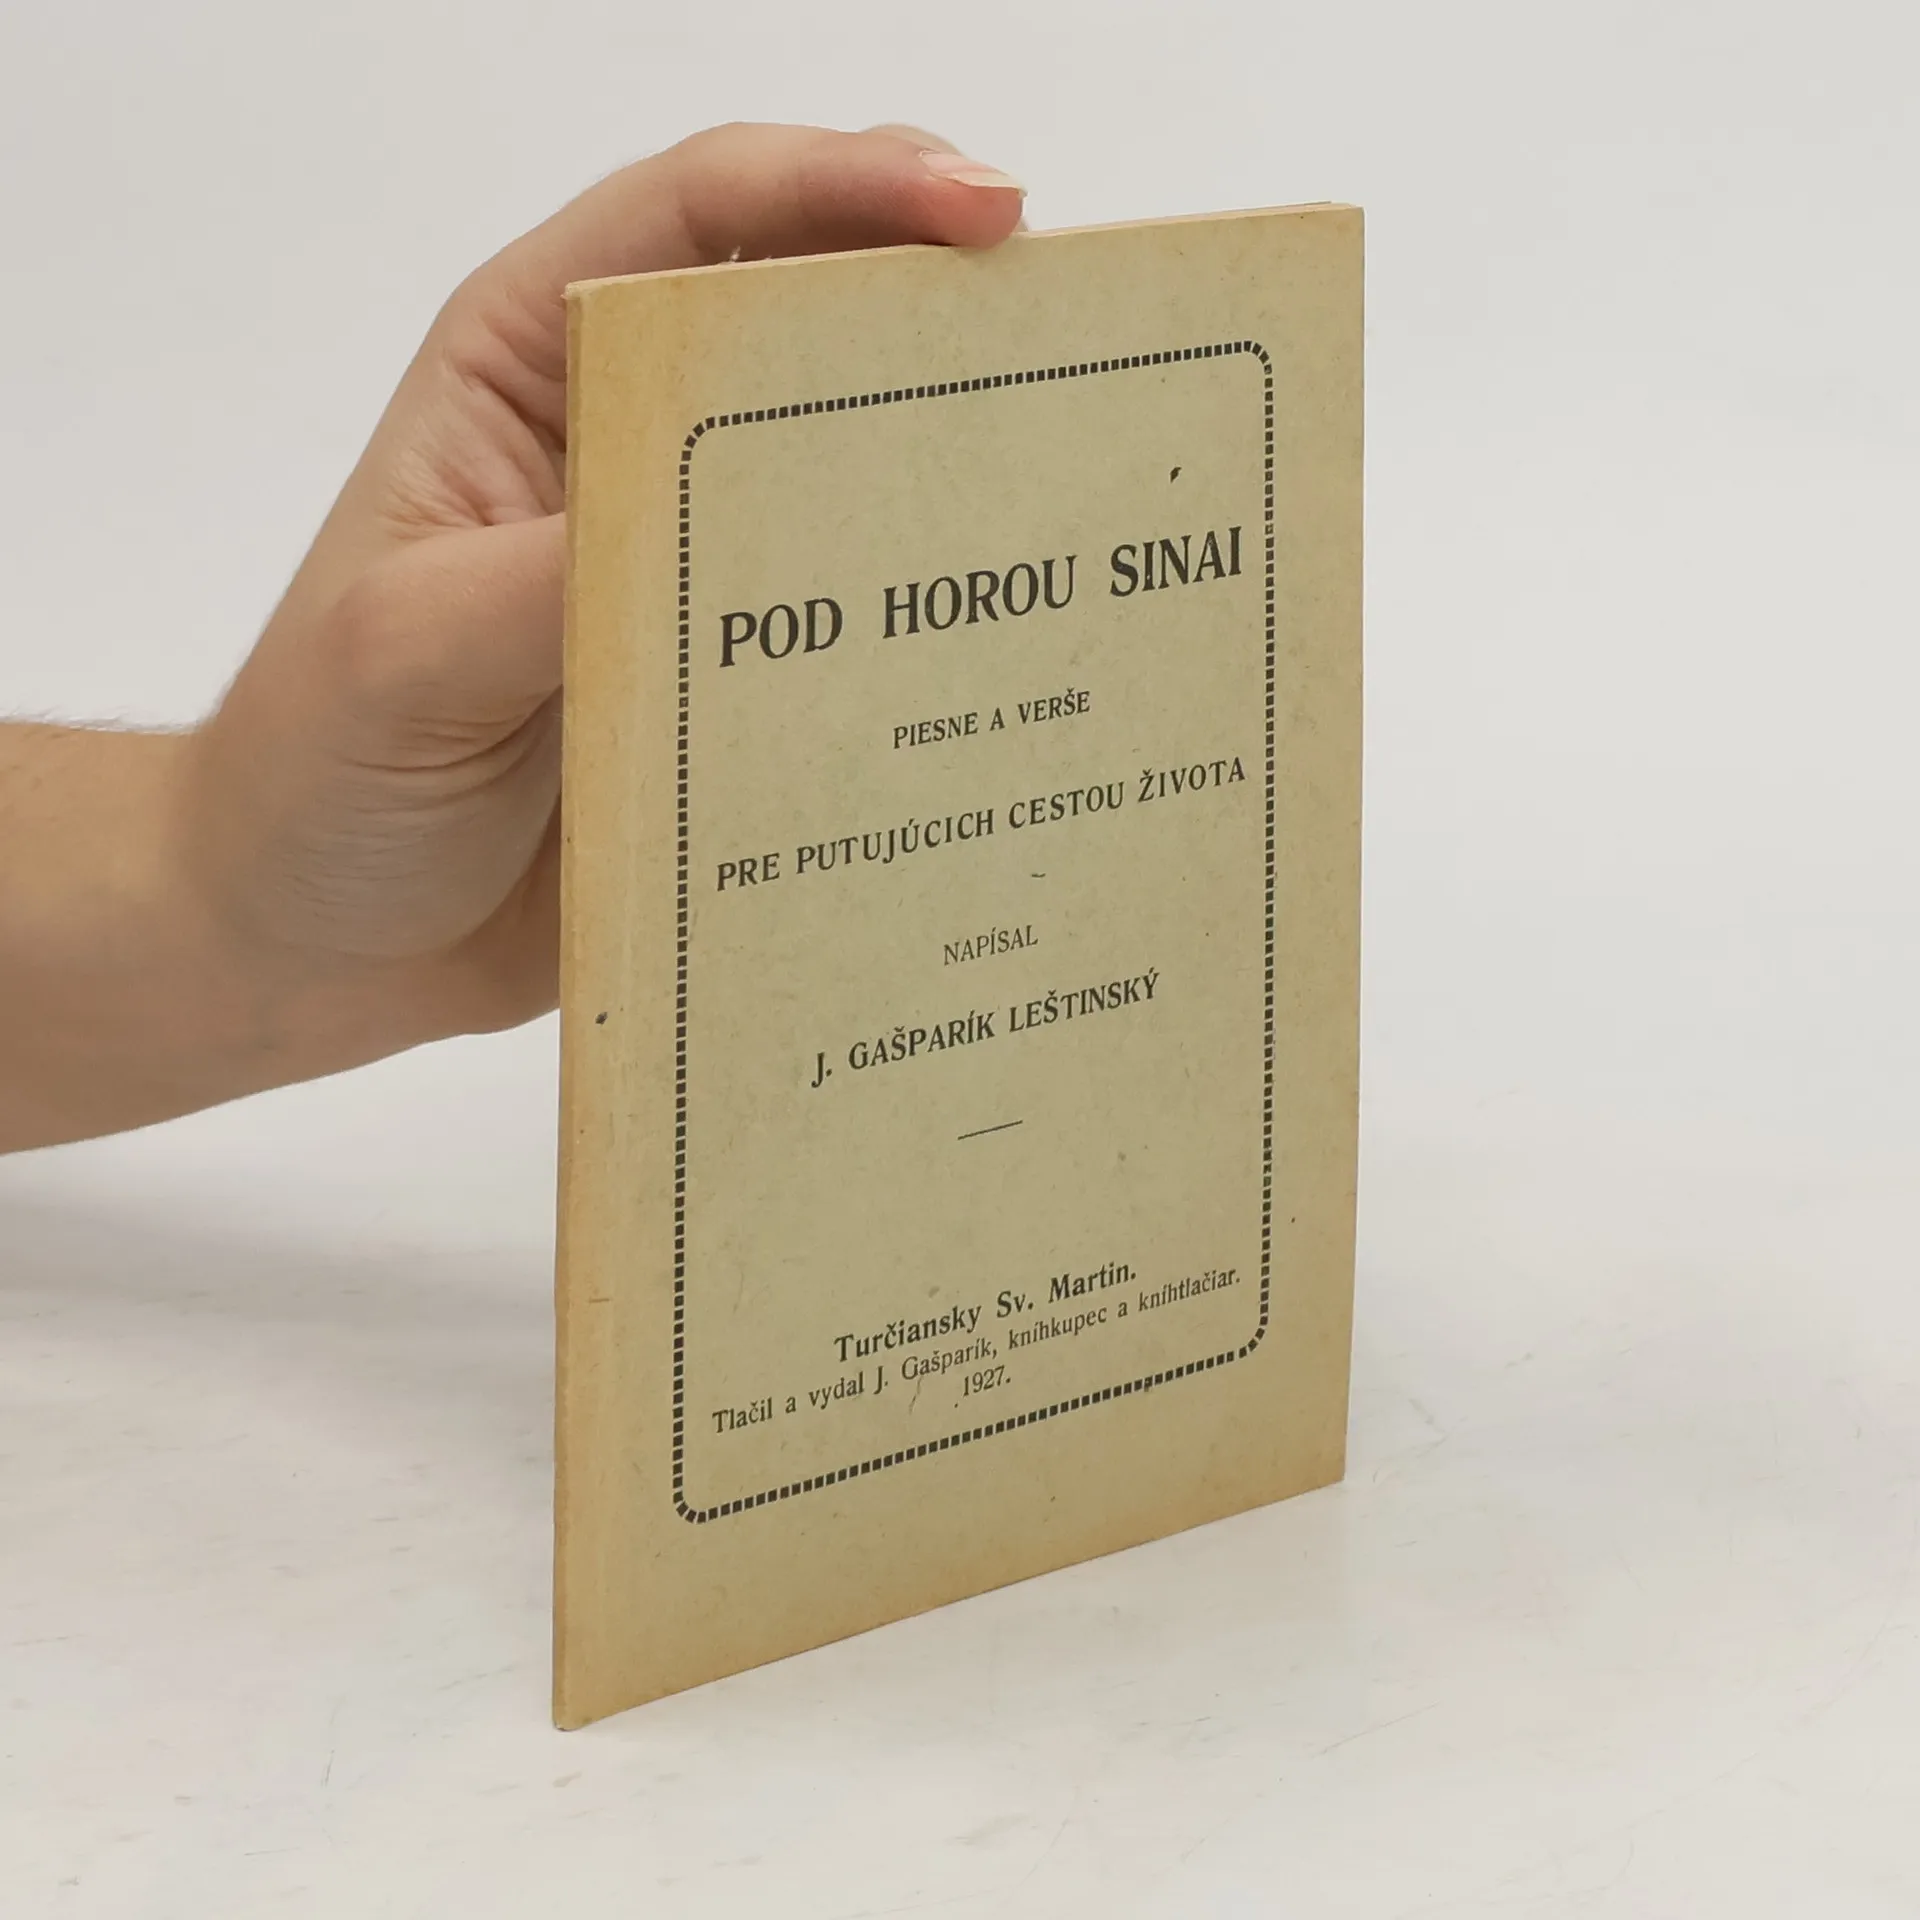 POD HOROU SINAI
PIESNE A VERŠE
PRE PUTUJÚCICH CESTOU ŽIVOTA
NAPÍSAL
J. GAŠPARÍK LEŠTINSKÝ
Turčiansky Sv. Martin.
Tlačil a vydal J. Gašparík, kníhkupec a kníhtlačiar.
1927.